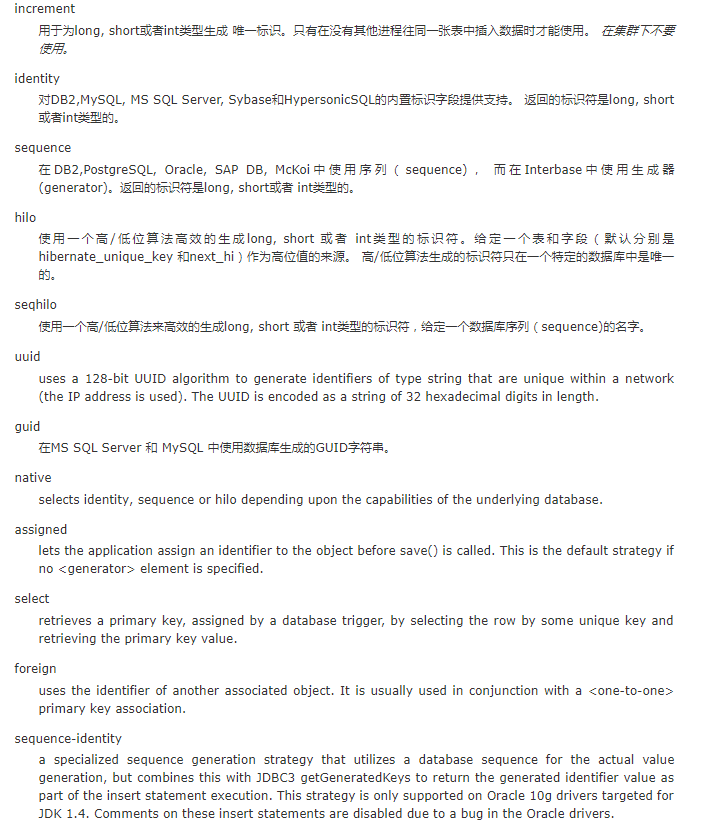 increment
用于为long, short或者int类型生成 唯一标识。只有在没有其他进程往同一张表中插入数据时才能使用。 在集群下不要
使用。
identity
对DB2,MySQL, MS SQL Server, Sybase和HypersonicSQL的内置标识字段提供支持。 返回的标识符是long, short
或者int类型的。
sequence
在DB2,PostgreSQL, Oracle, SAP DB, McKoi中使用序列（ sequence)， 而在Interbase中使用生成器
(generator)。返回的标识符是long, short或者 int类型的。
hilo
使用一个高/低位算法高效的生成long, short 或者 int类型的标识符。给定一个表和字段（默认分别是
hibernate_unique_key 和next_hi）作为高位值的来源。 高/低位算法生成的标识符只在一个特定的数据库中是唯一
的。
seqhilo
使用一个高/低位算法来高效的生成long, short 或者 int类型的标识符，给定一个数据库序列（sequence)的名字。
uuid
uses a 128-bit UUID algorithm to generate identifiers of type string that are unique within a network
(the IP address is used). The UUID is encoded as a string of 32 hexadecimal digits in length.
guid
在MS SQL Server 和 MySQL 中使用数据库生成的GUID字符串。
native
selects identity, sequence or hilo depending upon the capabilities of the underlying database.
assigned
lets the application assign an identifier to the object before save() is called. This is the default strategy if
no <generator> element is specified.
select
retrieves a primary key, assigned by a database trigger, by selecting the row by some unique key and
retrieving the primary key value.
foreign
uses the identifier of another associated object. It is usually used in conjunction with a <one-to-one>
primary key association.
sequence-identity
a specialized sequence generation strategy that utilizes a database sequence for the actual value
generation, but combines this with JDBC3 getGeneratedKeys to return the generated identifier value as
part of the insert statement execution. This strategy is only supported on Oracle 10g drivers targeted for
JDK 1.4. Comments on these insert statements are disabled due to a bug in the Oracle drivers.